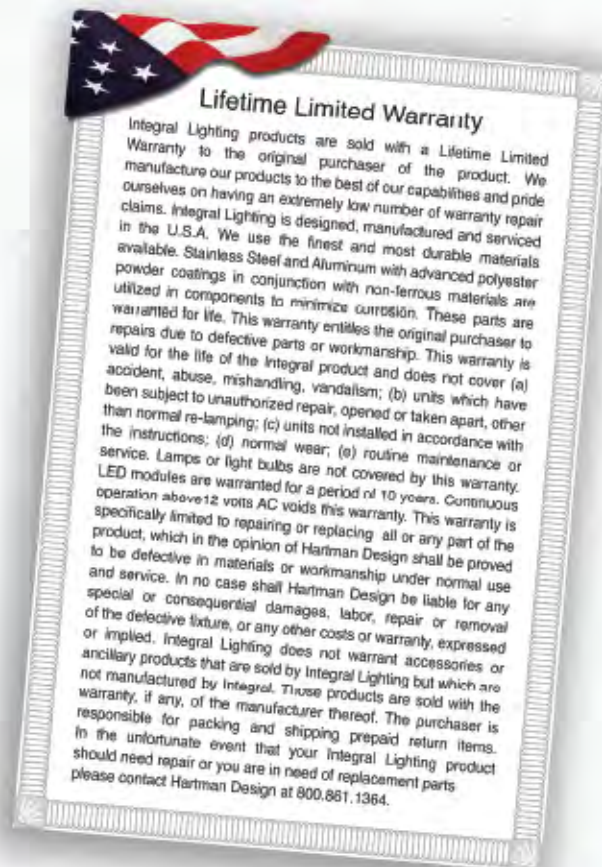 Lifetime Limited Warranty
Integral Lighting products are sold with a Lifetime Limited
Warranty to the original purchaser of the product. We
manufacture our products to the best of our capabilities and pride
ourselves on having an extremely low number of warranty repair
claims. Integral Lighting is designed, manufactured and serviced
in the U.S.A. We use the finest and most durable materials
available. Stainless Steel and Aluminum with advanced polyester
powder coatings in conjunction with non-ferrous materials are
utilized in components to minimize corrosion. These parts are
warranted for life. This warranty entitles the original purchaser to
repairs due to defective parts or workmanship. This warranty is
valid for the life of the Integral product and does not cover (a)
accident, abuse, mishandling, vandalism; (b) units which have
been subject to unauthorized repair, opened or taken apart, other
than normal re-lamping; (c) units not installed in accordance with
the instructions; (d) normal wear; (e) routine maintenance or
service. Lamps or light bulbs are not covered by this warranty.
LED modules are warranted for a period of 10 years. Continuous
operation above12 volts AC voids this warranty. This warranty is
specifically limited to repairing or replacing all or any part of the
product, which in the opinion of Hartman Design shall be proved
to be defective in materials or workmanship under normal use
and service. In no case shall Hartman Design be liable for any
special or consequential damages, labor, repair or removal
of the defective fixture, or any other costs or warranty, expressed
or implied. Integral Lighting does not warrant accessories or
ancillary products that are sold by Integral Lighting but which are
not manufactured by Integral. Those products are sold with the
warranty, if any, of the manufacturer thereof. The purchaser is
responsible for packing and shipping prepaid return items.
In the unfortunate event that your Integral Lighting product
should need repair or you are in need of replacement parts
please contact Hartman Design at 800.861.1364.